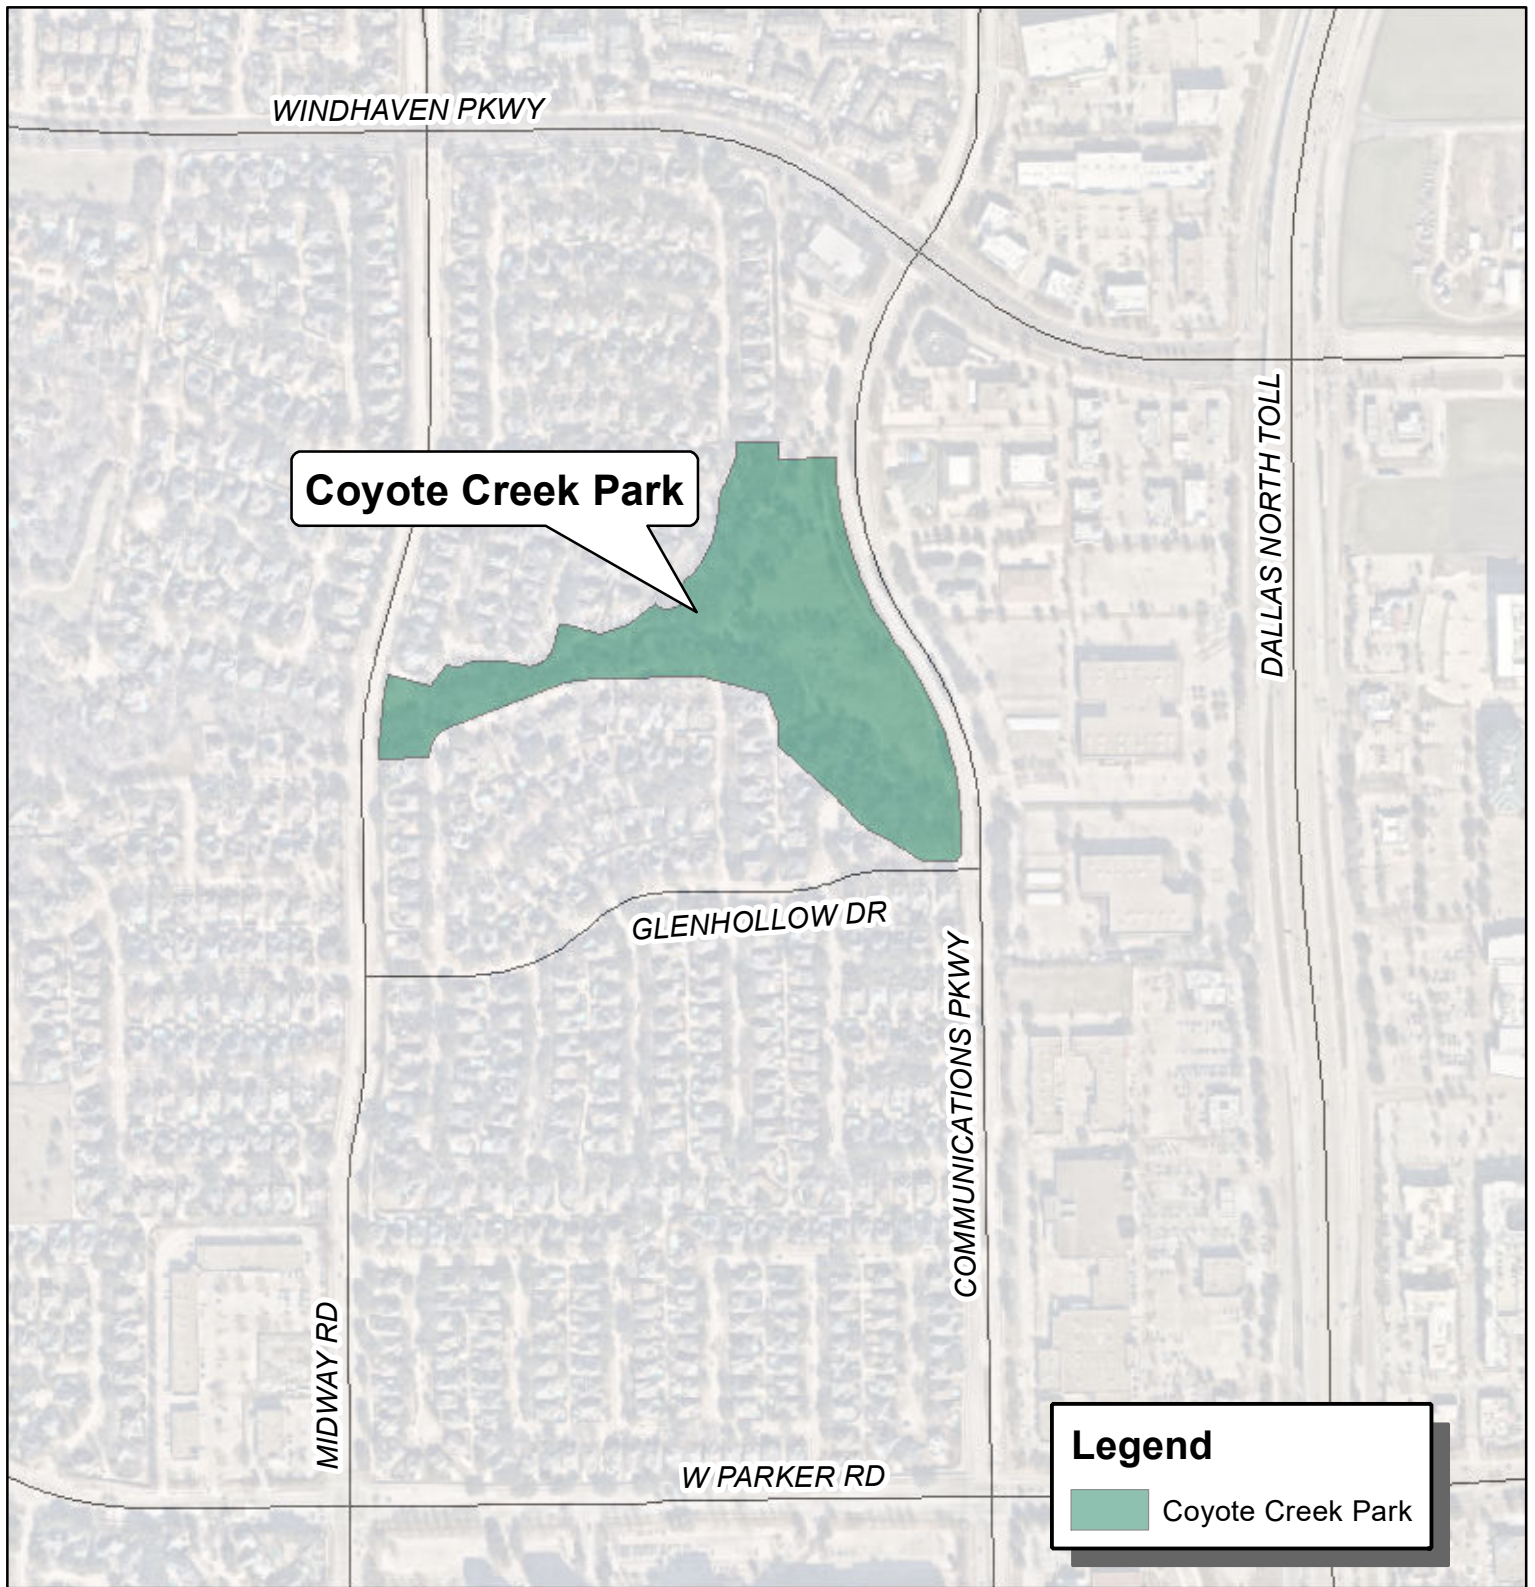 WINDHAVEN PKWY
Coyote Creek Park
DALLAS NORTH TOLL
GLENHOLLOW DR
COMMUNICATIONS PKWY
MIDWAY RD
W PARKER RD
Legend
Coyote Creek Park